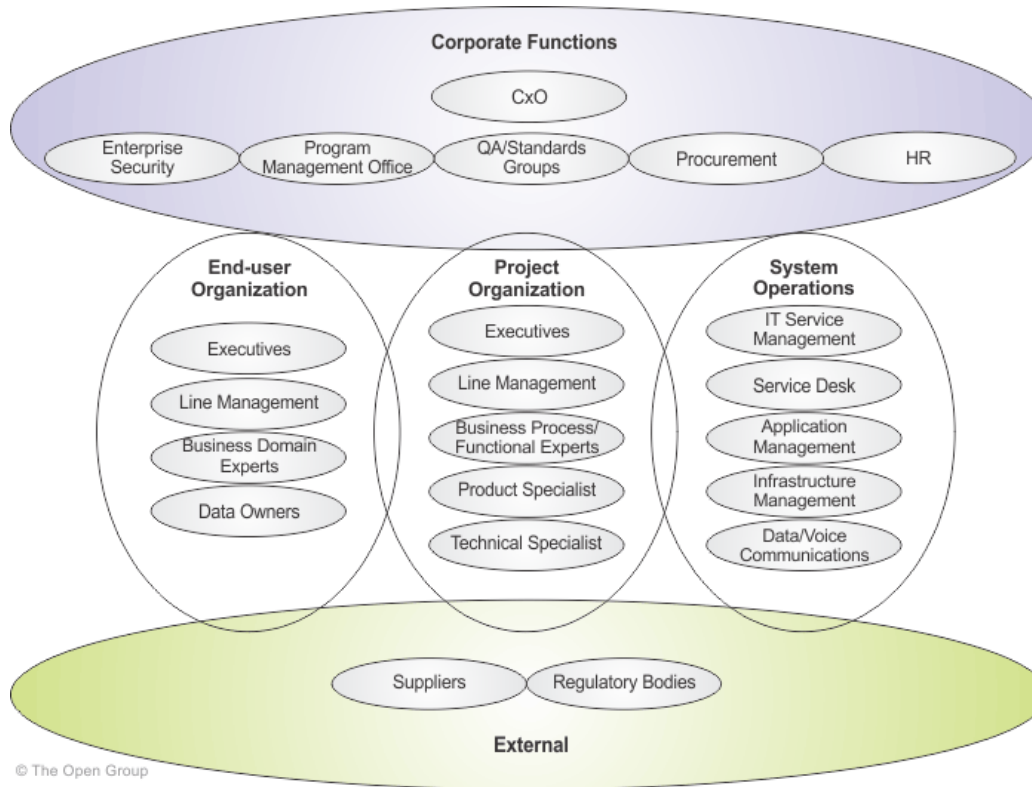 Corporate Functions
CxO
Enterprise
Security
Program
Management Office
QA/Standards
Groups
Procurement
HR
End-user
Organization
Executives
Line Management
Business Domain
Experts
Data Owners
Project
Organization
Executives
Line Management
Business Process/
Functional Experts
Product Specialist
Technical Specialist
System
Operations
IT Service
Management
Service Desk
Application
Management
Infrastructure
Management
Data/Voice
Communications
Suppliers
Regulatory Bodies
External
© The Open Group